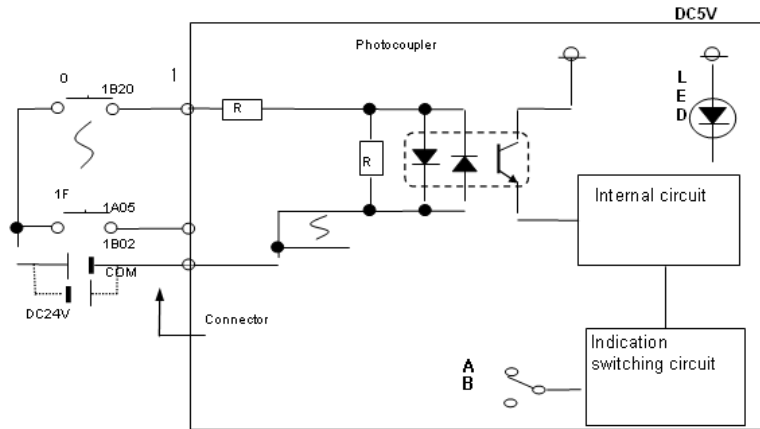 DC5V
Photocoupler
L
E
D
0
1B20
1
R
R
1F
1A05
1B02
COM
DC24V
Connector
Internal circuit
A
B
Indication
switching circuit